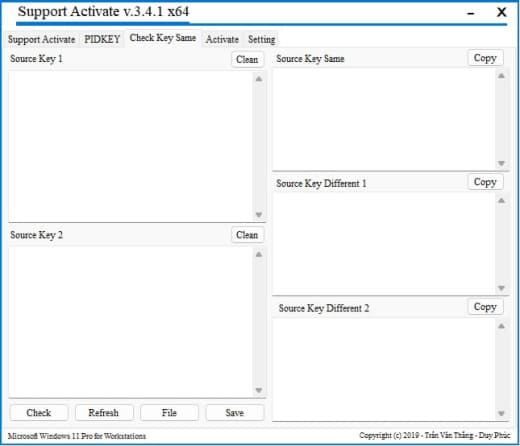 Support Activate v.3.4.1 x64
Support Activate PIDKEY Check Key Same Activate Setting
Source Key 1 Clean
Source Key Same Copy
Source Key Different 1 Copy
Source Key 2 Clean
Source Key Different 2 Copy
Check Refresh File Save
Microsoft Windows 11 Pro for Workstations
Copyright (c) 2019 - Trần Văn Thắng - Duy Phúc